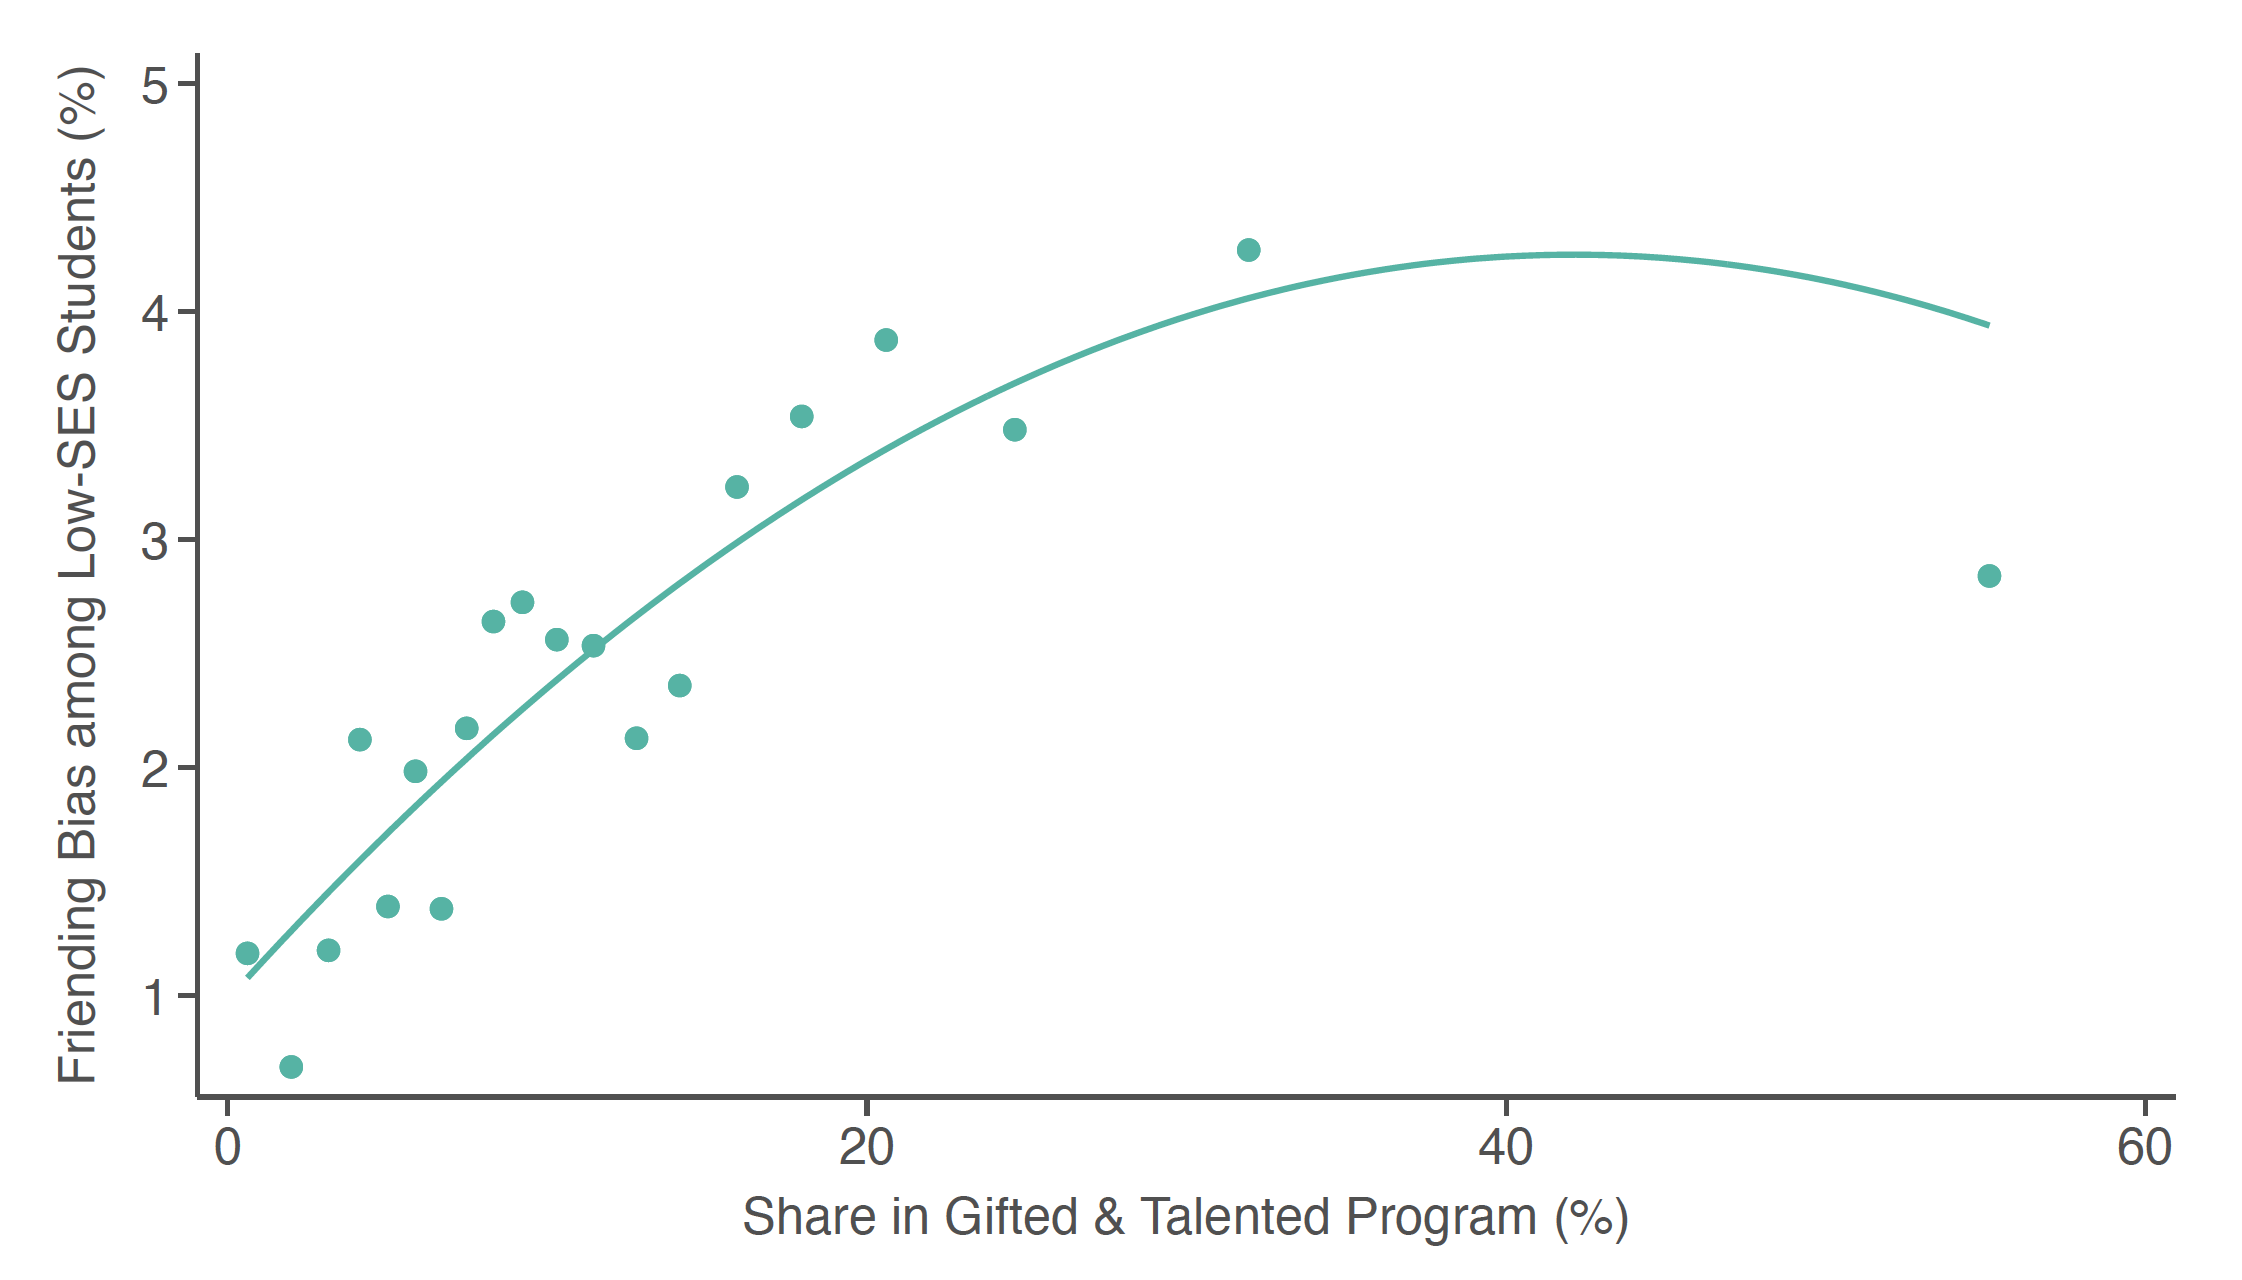 Friending Bias among Low-SES Students (%)
5
4
3
2
1
0 20 40 60
Share in Gifted & Talented Program (%)